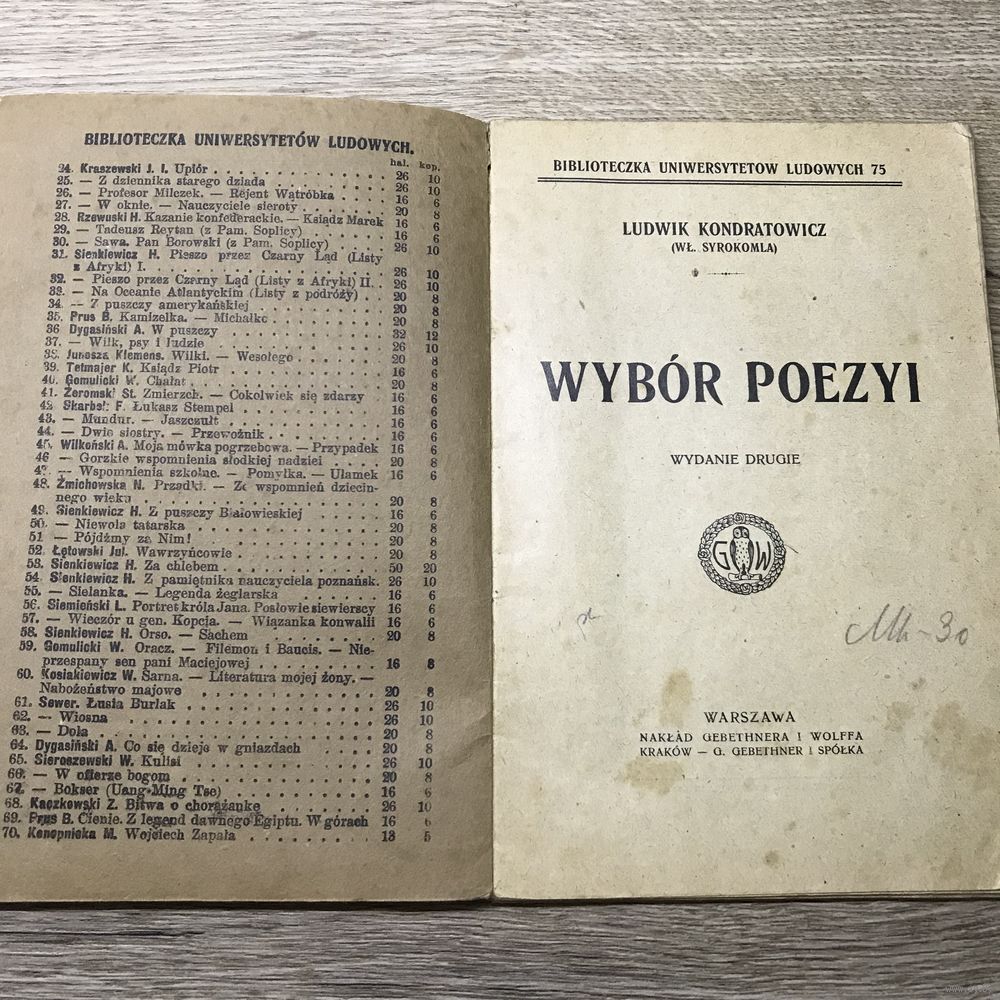 BIBLIOTECZKA UNIWERSYTETÓW LUDOWYCH.
hal. kop.
24. Kraszewski J. I. Upiór 26 10
25. — Z dziennika starego dziada 26 10
26. — Profesor Milczek. — Rejent Wątróbka 16 6
27. — W oknie. — Nauczyciele sieroty 20 8
28. Rzewuski H. Kazanie konfederackie. — Ksiądz Marek 16 6
29. — Tadeusz Reytan (z Pam. Soplicy) 16 6
30. — Sawa. Pan Borowski (z Pam. Soplicy) 26 10
31. Sienkiewicz H. Pieszo przez Czarny Ląd (Listy
z Afryki) I. 26 10
32. — Pieszo przez Czarny Ląd (Listy z Afryki) II. 26 10
33. — Na Oceanie Atlantyckim (Listy z podróży) 20 8
34. — Z puszczy amerykańskiej 20 8
35. Prus B. Kamizelka. — Michałko 20 8
36 Dygasiński A. W puszczy 32 12
37. — Wilk, psy i ludzie 26 10
38. Junosza Klemens. Wilki. — Wesołego 20 8
39. Tetmajer K. Ksiądz Piotr 16 6
40. Gomulicki W. Chałat 20 8
41. Żeromski St. Zmierzch. — Cokolwiek się zdarzy 16 6
42. Skarbek F. Łukasz Stempel 16 6
43. — Mundur. — Jaszczułt 16 6
44. — Dwie siostry. — Przewoźnik 16 6
45. Wilkoński A. Moja mówka pogrzebowa. — Przypadek 16 6
46 — Gorzkie wspomnienia słodkiej nadziei 20 8
47. — Wspomnienia szkolne. — Pomyłka. — Ułamek 16 6
48. Żmichowska N. Prządki. — Ze wspomnień dziecin-
nego wieku 20 8
49. Sienkiewicz H. Z puszczy Białowieskiej 16 6
50. — Niewola tatarska 20 8
51 — Pójdźmy za Nim! 20 8
52. Łętowski Jul. Wawrzyńcowie 20 8
53. Sienkiewicz H. Za chlebem 50 20
54. Sienkiewicz H. Z pamiętnika nauczyciela poznańsk. 26 10
55. — Sielanka. — Legenda żeglarska 16 6
56. Siemieński L. Portret króla Jana. Posłowie siewierscy 16 6
57. — Wieczór u gen. Kopcia. — Wiązanka konwalii 16 6
58. Sienkiewicz H. Orso. — Sachem 20 8
59. Gomulicki W. Oracz. — Filemon i Baucis. — Nie-
przespany sen pani Maciejowej 16 8
60. Kosiakiewicz W. Sarna. — Literatura mojej żony. —
Nabożeństwo majowe 20 8
61. Sewer. Łusia Burlak 26 10
62. — Wiosna 26 10
63. — Dola 20 8
64. Dygasiński A. Co się dzieje w gniazdach 20 8
65. Sieroszewski W. Kulisi 26 10
66. — W ofierze bogom 20 8
67. — Bokser (Uang-Ming Tse) 16 6
68. Kaczkowski Z. Bitwa o chorążankę 26 10
69. Prus B. Cienie. Z legend dawnego Egiptu. W górach 16 6
70. Konopnicka M. Wojciech Zapała 13 5
BIBLIOTECZKA UNIWERSYTETÓW LUDOWYCH 75
LUDWIK KONDRATOWICZ
(WŁ. SYROKOMLA)
WYBÓR POEZYI
WYDANIE DRUGIE
G W
WARSZAWA
NAKŁAD GEBETHNERA I WOLFFA
KRAKÓW — G. GEBETHNER I SPÓŁKA